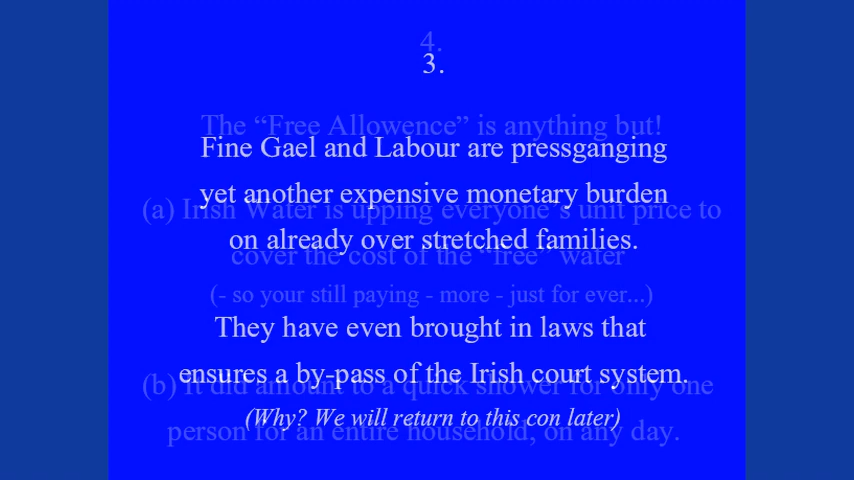 4.
3.
The “Free Allowence” is anything but!
Fine Gael and Labour are pressganging
yet another expensive monetary burden
(a) Irish Water is upping everyone’s unit price to
on already over stretched families.
cover the cost of the “free” water
(- so your still paying - more - just for ever...)
They have even brought in laws that
ensures a by-pass of the Irish court system.
(b) It did amount to a quick shower for only one
(Why? We will return to this con later)
person for an entire household, on any day.